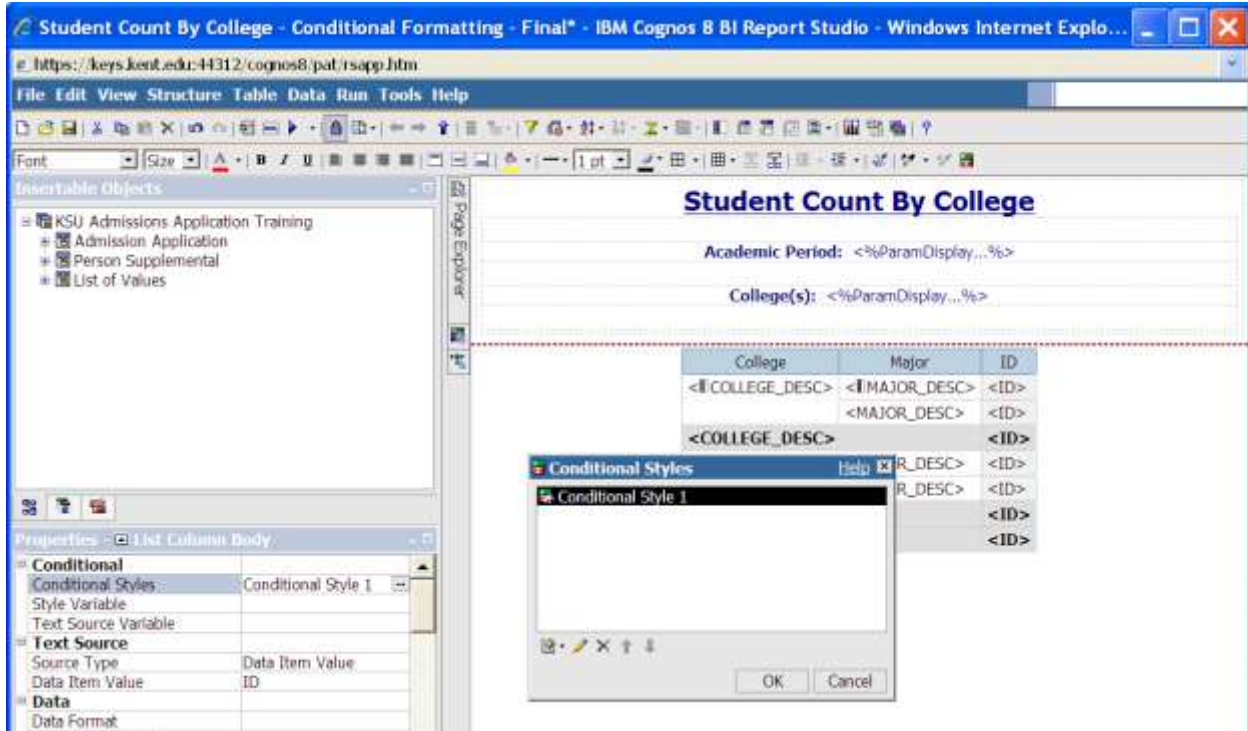 Student Count By College - Conditional Formatting - Final* - IBM Cognos 8 BI Report Studio - Windows Internet Explo...
https://keys.kent.edu:44312/cognos8/pat/rsapp.htm
File Edit View Structure Table Data Run Tools Help
Font Size A B I U 1 pt
Insertable Objects
KSU Admissions Application Training
Admission Application
Person Supplemental
List of Values
Page Explorer
Student Count By College
Academic Period: <%ParamDisplay...%>
College(s): <%ParamDisplay...%>
College Major ID
<COLLEGE_DESC> <MAJOR_DESC> <ID>
<MAJOR_DESC> <ID>
<COLLEGE_DESC> <ID>
R_DESC> <ID>
R_DESC> <ID>
<ID>
<ID>
Conditional Styles Help
Conditional Style 1
OK Cancel
Properties - List Column Body
Conditional
Conditional Styles Conditional Style 1
Style Variable
Text Source Variable
Text Source
Source Type Data Item Value
Data Item Value ID
Data
Data Format